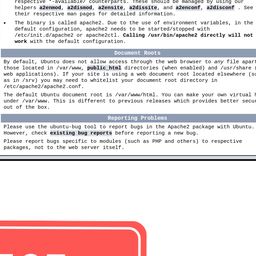 respective *-available/ counterparts. These should be managed by using our
helpers a2enmod, a2dismod, a2ensite, a2dissite, and a2enconf, a2disconf . See
their respective man pages for detailed information.
• The binary is called apache2. Due to the use of environment variables, in the
default configuration, apache2 needs to be started/stopped with
/etc/init.d/apache2 or apache2ctl. Calling /usr/bin/apache2 directly will not
work with the default configuration.
Document Roots
By default, Ubuntu does not allow access through the web browser to any file apart
those located in /var/www, public_html directories (when enabled) and /usr/share
web applications). If your site is using a web document root located elsewhere
as in /srv) you may need to whitelist your document root directory in
/etc/apache2/apache2.conf.
The default Ubuntu document root is /var/www/html. You can make your own virtual
under /var/www. This is different to previous releases which provides better
out of the box.
Reporting Problems
Please use the ubuntu-bug tool to report bugs in the Apache2 package with Ubuntu.
However, check existing bug reports before reporting a new bug.
Please report bugs specific to modules (such as PHP and others) to respective
packages, not to the web server itself.